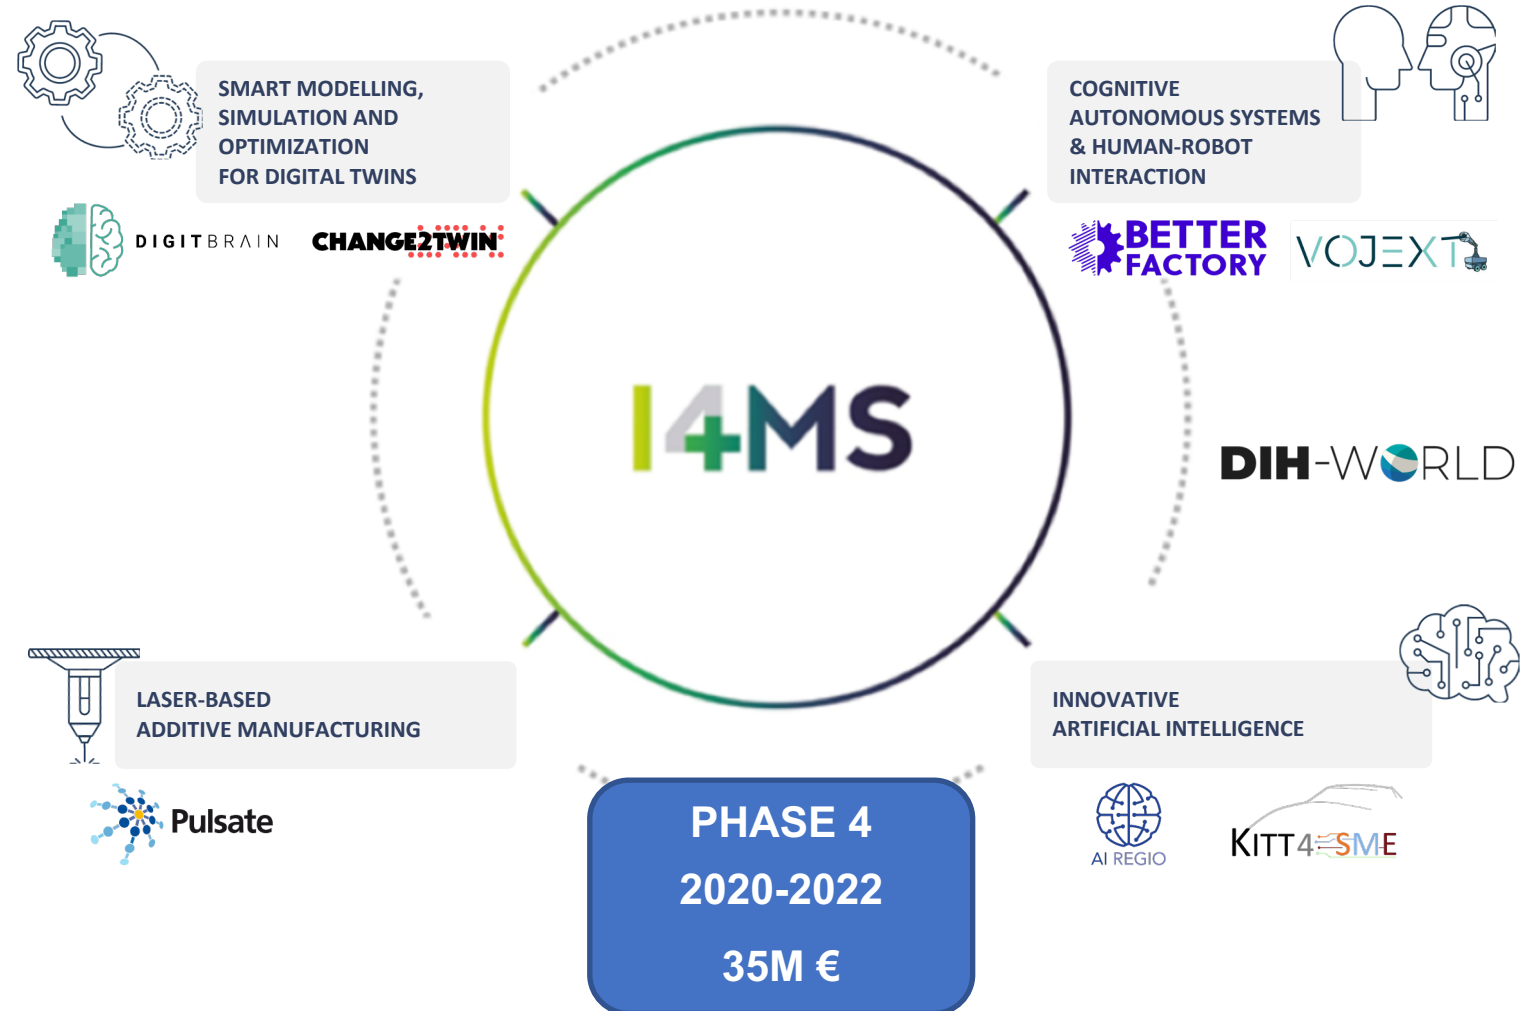 SMART MODELLING,
SIMULATION AND
OPTIMIZATION
FOR DIGITAL TWINS
DIGITBRAIN
CHANGE2TWIN
COGNITIVE
AUTONOMOUS SYSTEMS
& HUMAN-ROBOT
INTERACTION
BETTER
FACTORY
VOJEXT
I4MS
DIH-WORLD
LASER-BASED
ADDITIVE MANUFACTURING
Pulsate
INNOVATIVE
ARTIFICIAL INTELLIGENCE
AI REGIO
KITT4SME
PHASE 4
2020-2022
35M €